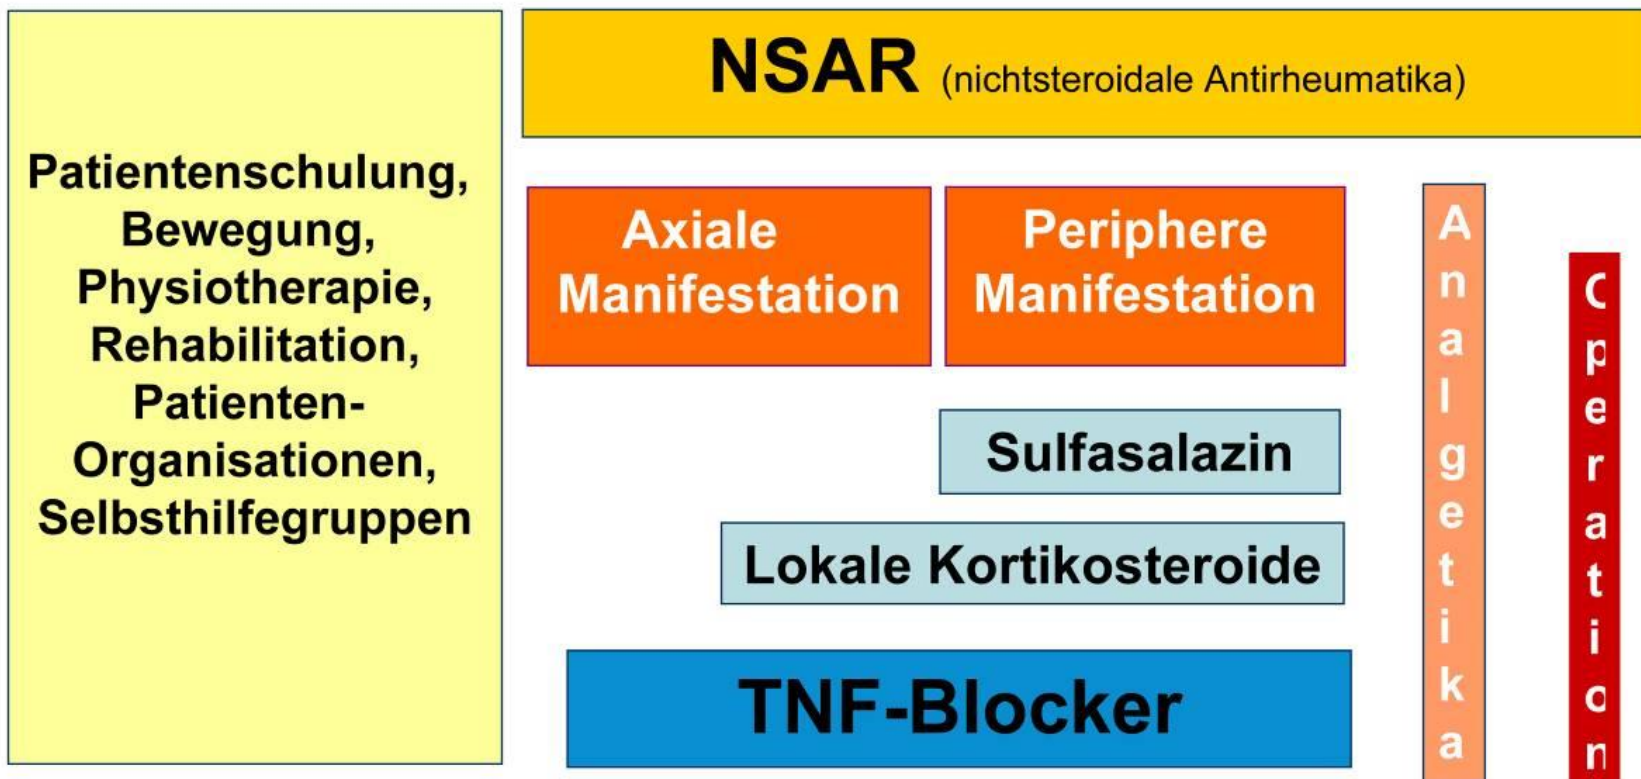 Patientenschulung,
Bewegung,
Physiotherapie,
Rehabilitation,
Patienten-
Organisationen,
Selbsthilfegruppen
NSAR (nichtsteroidale Antirheumatika)
Axiale
Manifestation
Periphere
Manifestation
Sulfasalazin
Lokale Kortikosteroide
TNF-Blocker
Analgetika
Operation